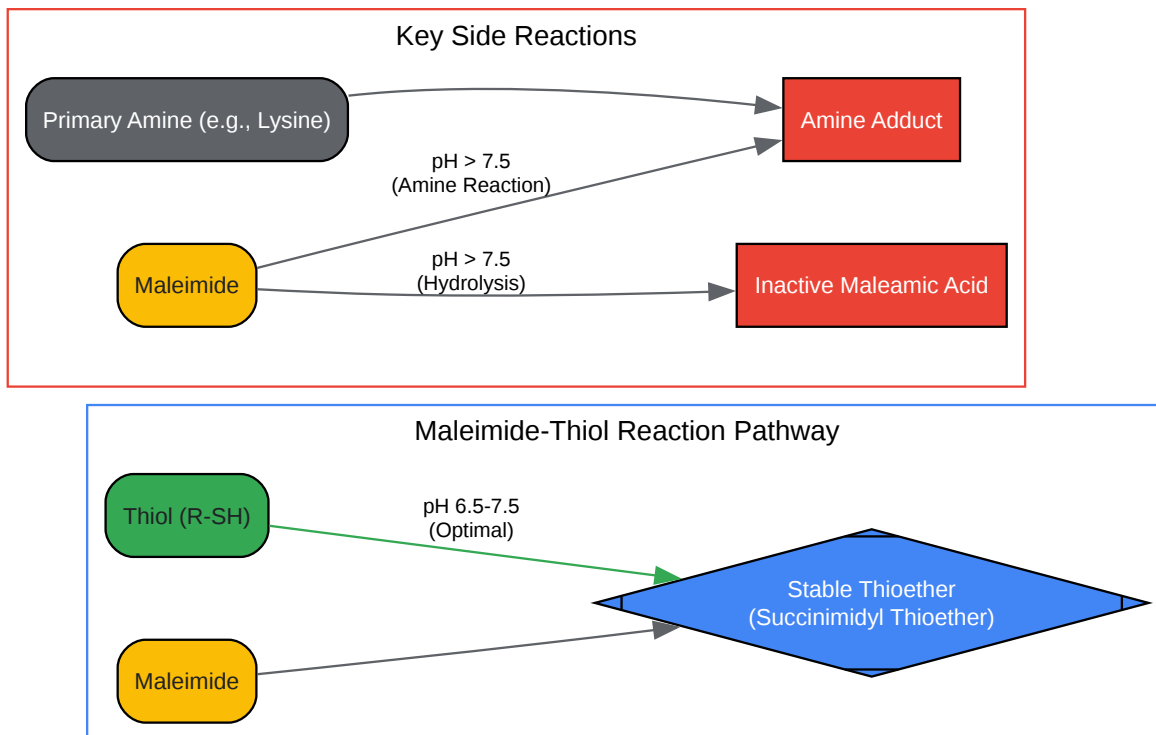 Key Side Reactions
Primary Amine (e.g., Lysine)
Amine Adduct
pH > 7.5
(Amine Reaction)
Maleimide
pH > 7.5
(Hydrolysis)
Inactive Maleamic Acid
Maleimide-Thiol Reaction Pathway
Thiol (R-SH)
pH 6.5-7.5
(Optimal)
Stable Thioether
(Succinimidyl Thioether)
Maleimide